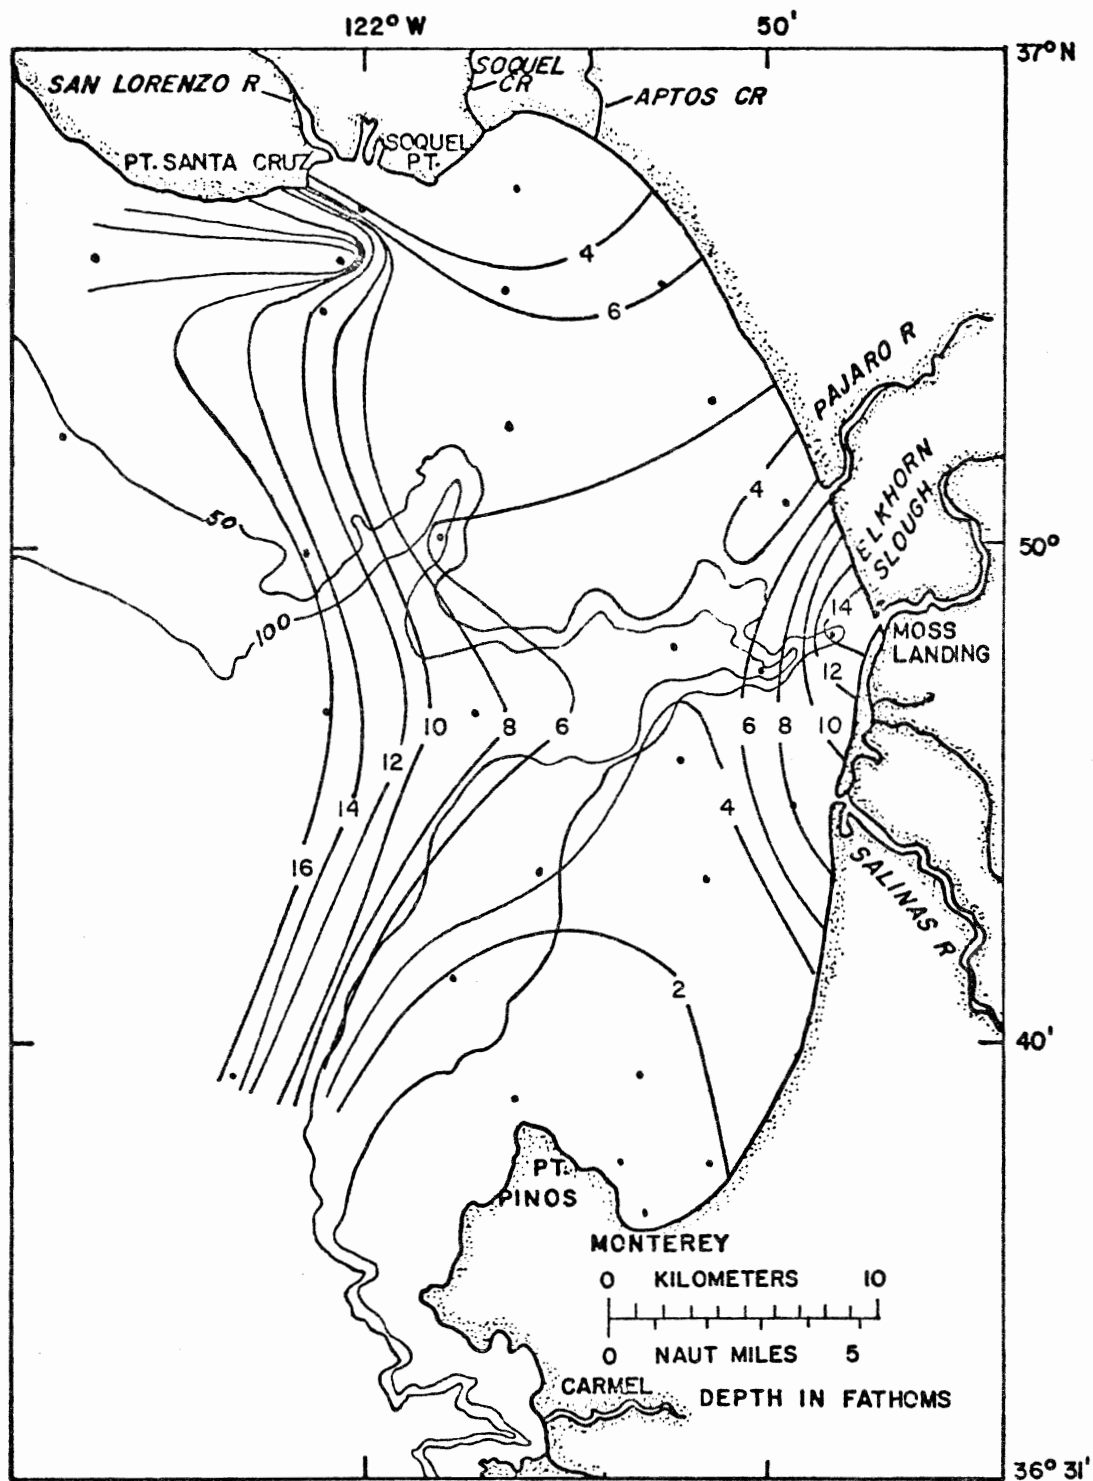 122° W
50'
37° N
SAN LORENZO R
SOQUEL
CR
APTOS CR
PT. SANTA CRUZ
SOQUEL
PT.
4
6
PAJARO R
4
50
ELKHORN
SLOUGH
50°
100
14
MOSS
LANDING
12
10
8
6
6
8
10
12
14
4
16
SALINAS R
2
40'
PT.
PINOS
MONTEREY
0 KILOMETERS 10
0 NAUT MILES 5
CARMEL
DEPTH IN FATHOMS
36° 31'